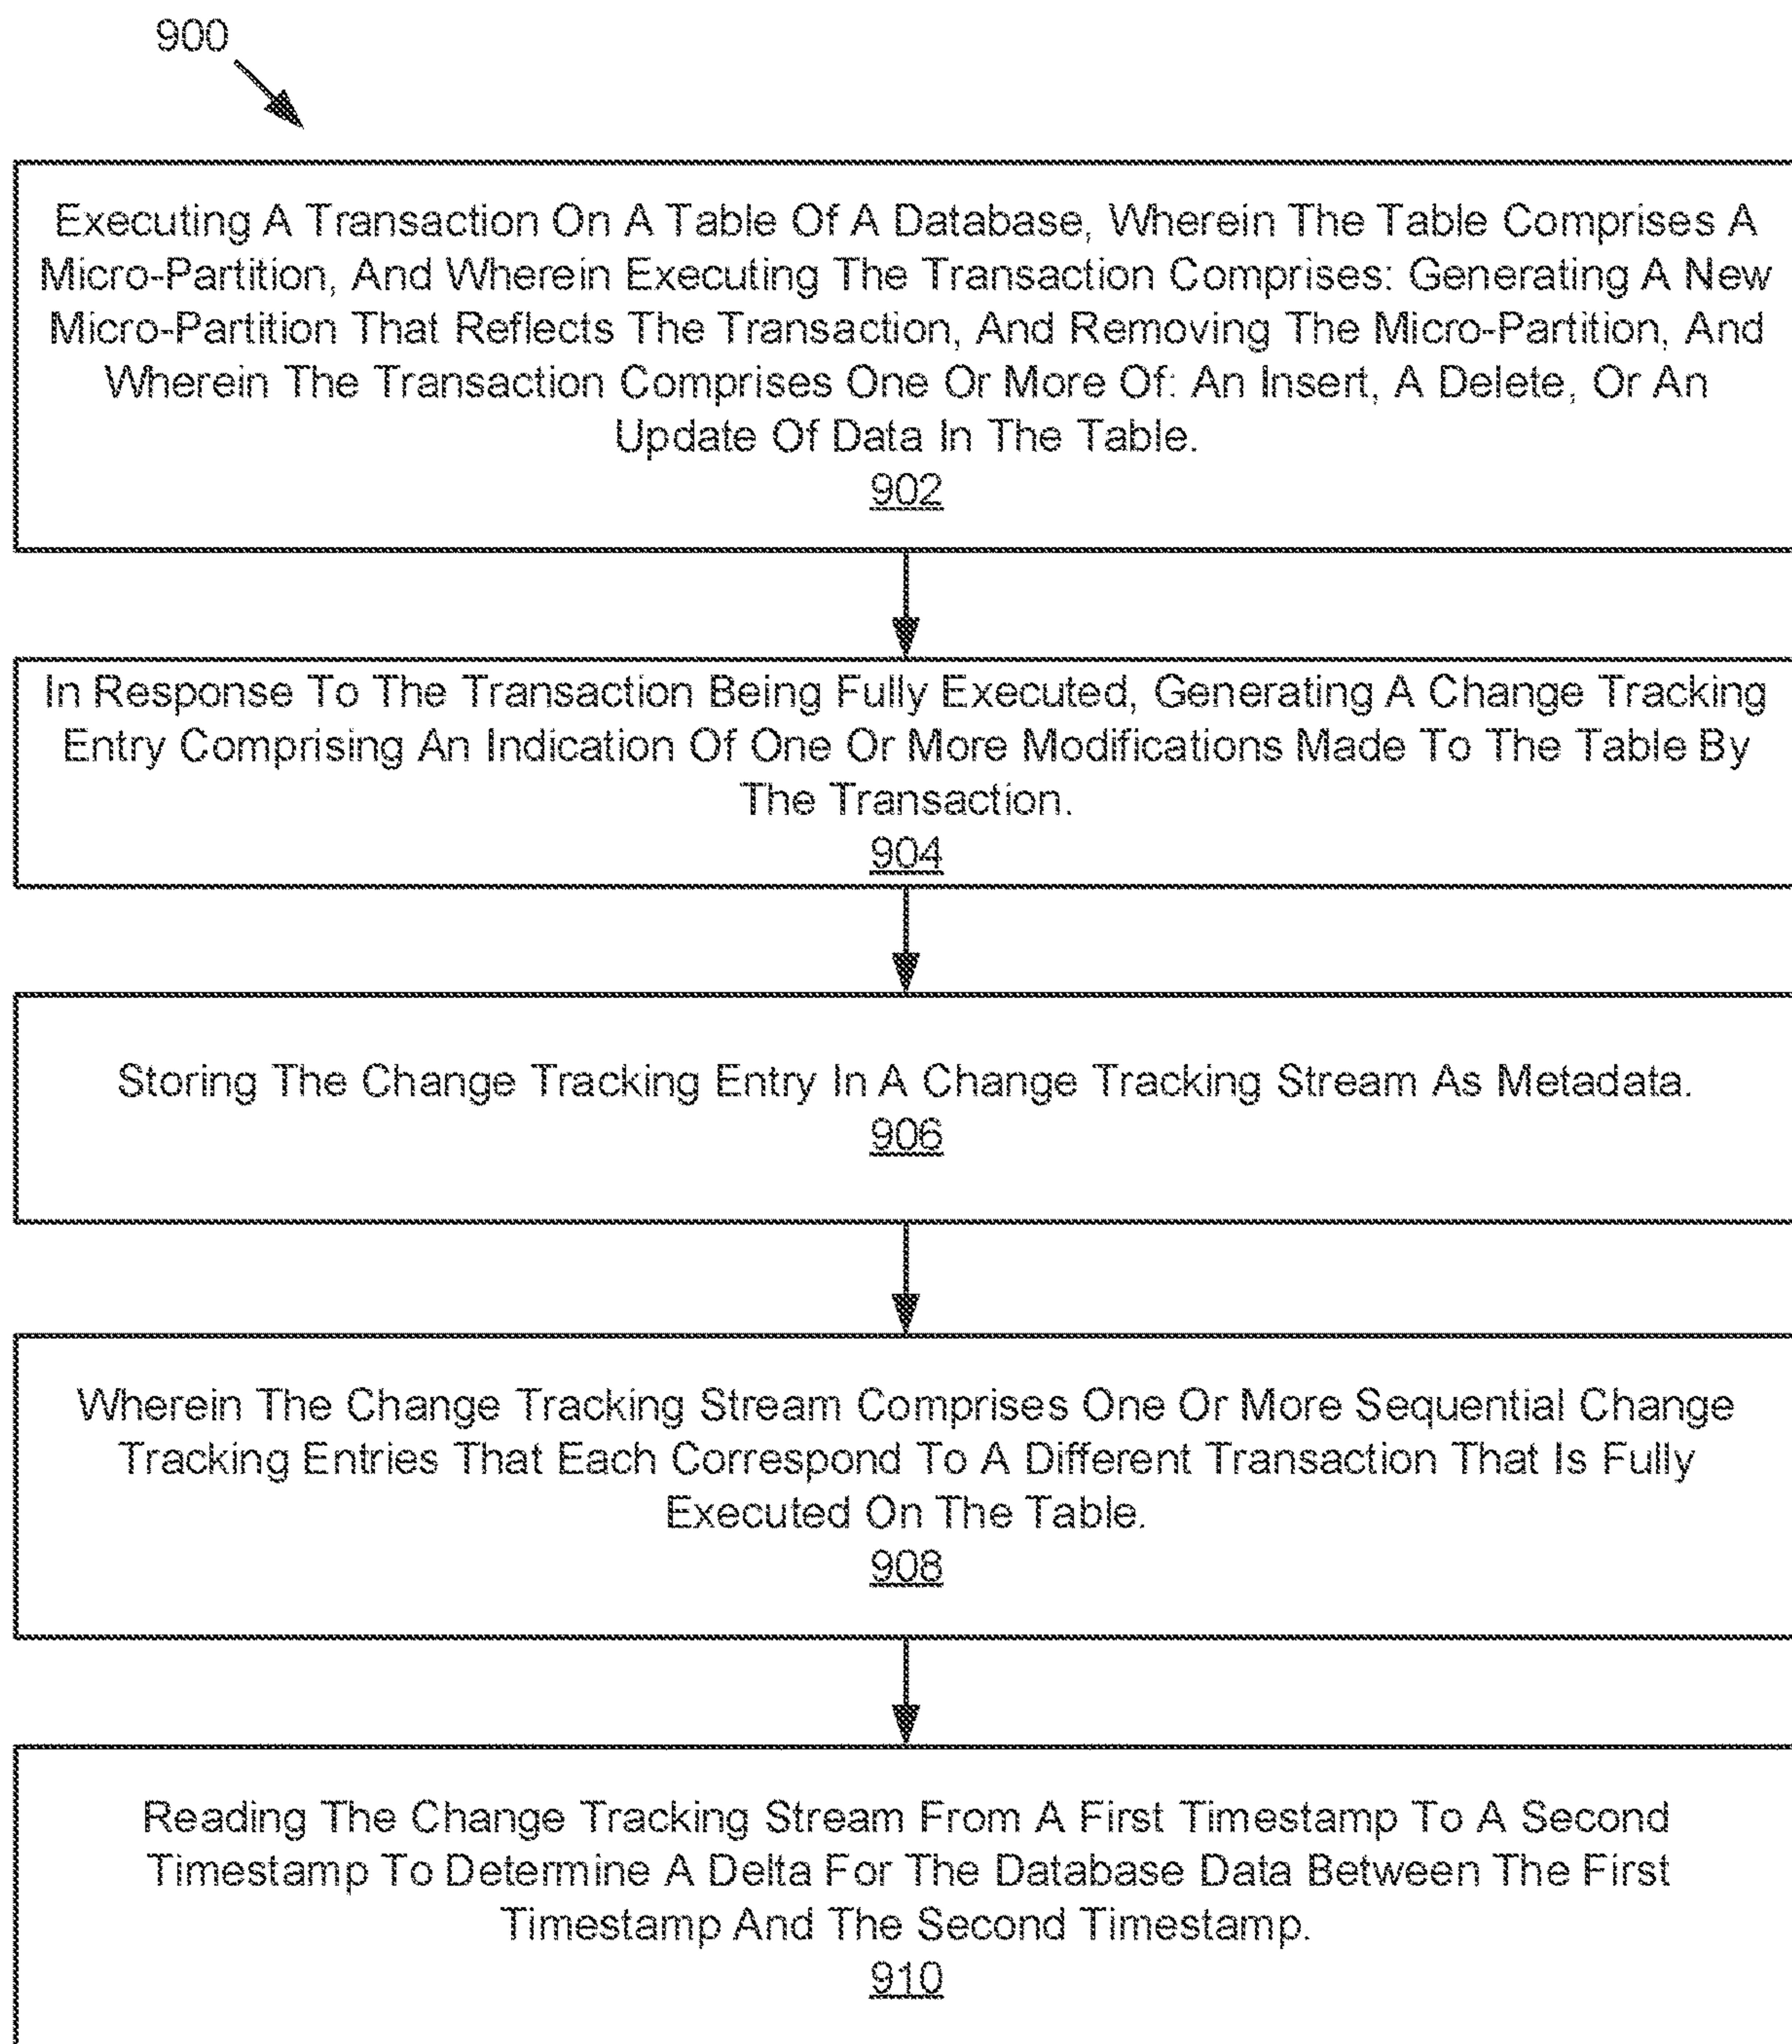 900
Executing A Transaction On A Table Of A Database, Wherein The Table Comprises A
Micro-Partition, And Wherein Executing The Transaction Comprises: Generating A New
Micro-Partition That Reflects The Transaction, And Removing The Micro-Partition, And
Wherein The Transaction Comprises One Or More Of: An Insert, A Delete, Or An
Update Of Data In The Table.
902
In Response To The Transaction Being Fully Executed, Generating A Change Tracking
Entry Comprising An Indication Of One Or More Modifications Made To The Table By
The Transaction.
904
Storing The Change Tracking Entry In A Change Tracking Stream As Metadata.
906
Wherein The Change Tracking Stream Comprises One Or More Sequential Change
Tracking Entries That Each Correspond To A Different Transaction That Is Fully
Executed On The Table.
908
Reading The Change Tracking Stream From A First Timestamp To A Second
Timestamp To Determine A Delta For The Database Data Between The First
Timestamp And The Second Timestamp.
910